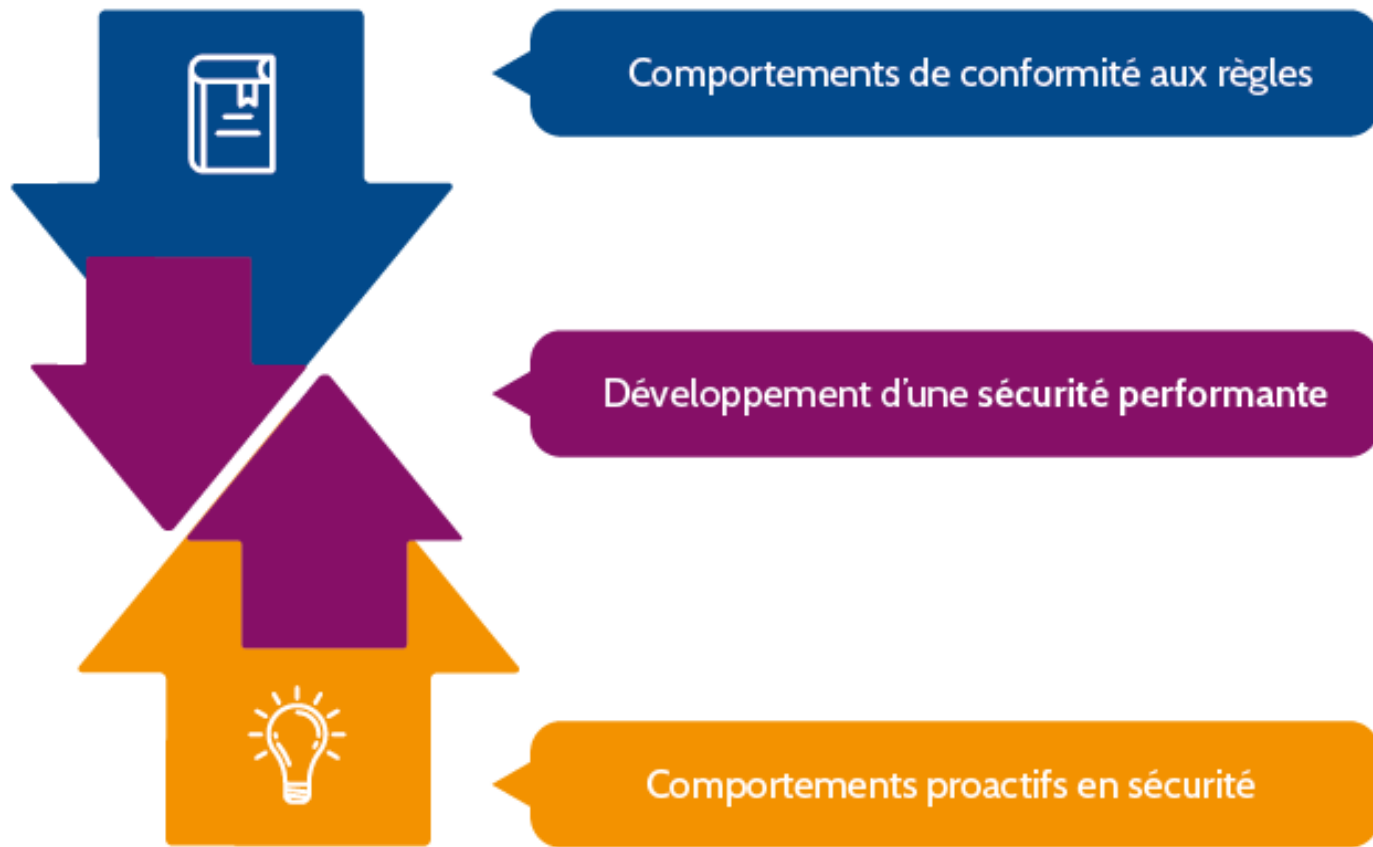 Comportements de conformité aux règles
Développement d'une sécurité performante
Comportements proactifs en sécurité